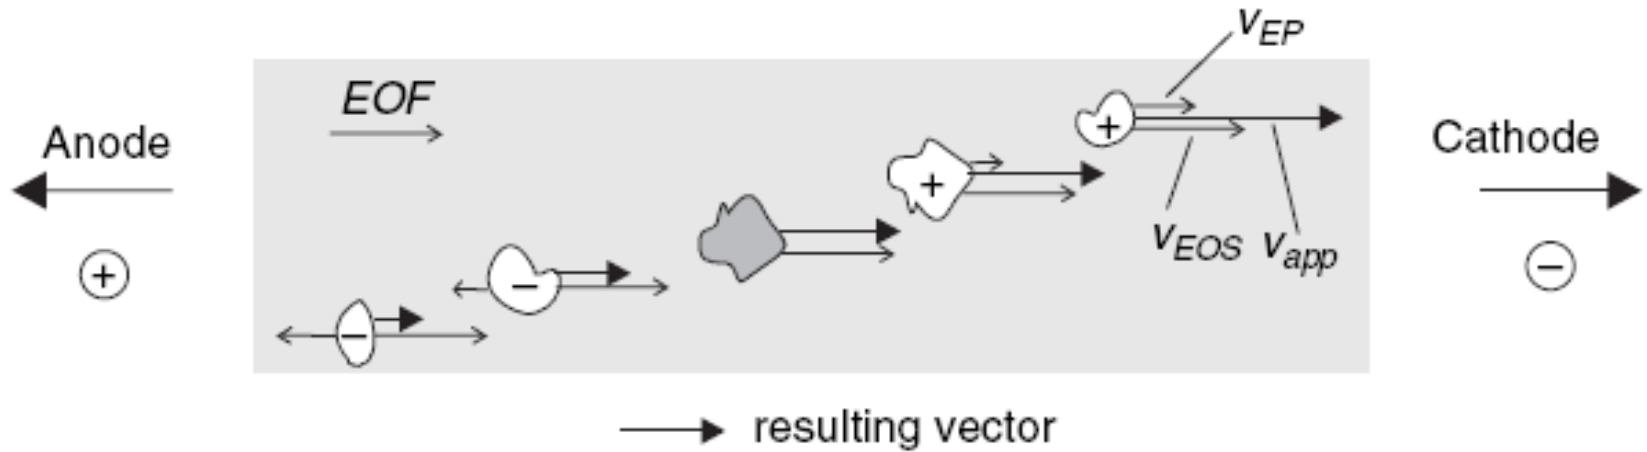 v_EP
EOF
Anode
Cathode
+
+
v_EOS v_app
+
−
−
−
resulting vector